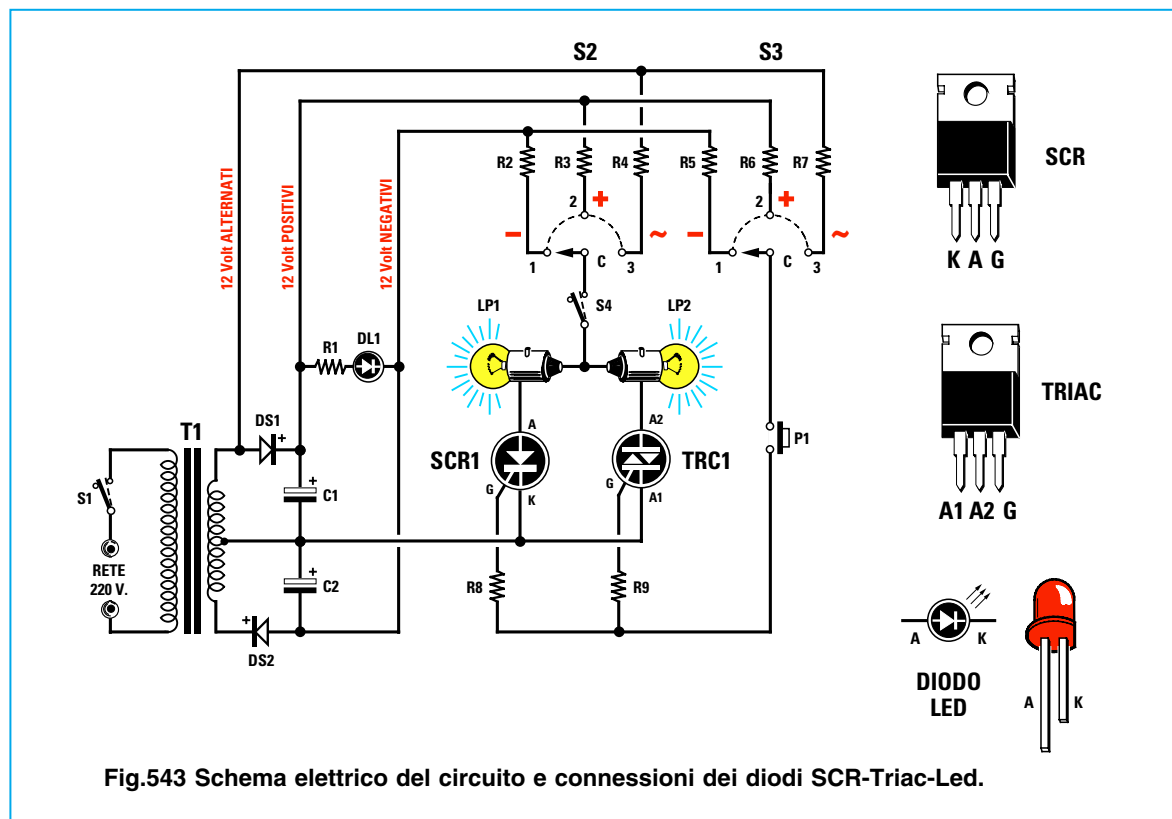 S2
S3
R2
R3
R4
R5
R6
R7
12 Volt ALTERNATI
12 Volt POSITIVI
12 Volt NEGATIVI
2
+
2
+
−
~
−
~
1
C
3
1
C
3
S4
LP1
LP2
R1
DL1
T1
DS1
+
A
A2
SCR1
TRC1
P1
G
G
K
A1
+
C1
S1
RETE
220 V.
+
C2
R8
R9
+
DS2
SCR
K A G
TRIAC
A1 A2 G
A
K
DIODO
LED
A
K
Fig.543 Schema elettrico del circuito e connessioni dei diodi SCR-Triac-Led.